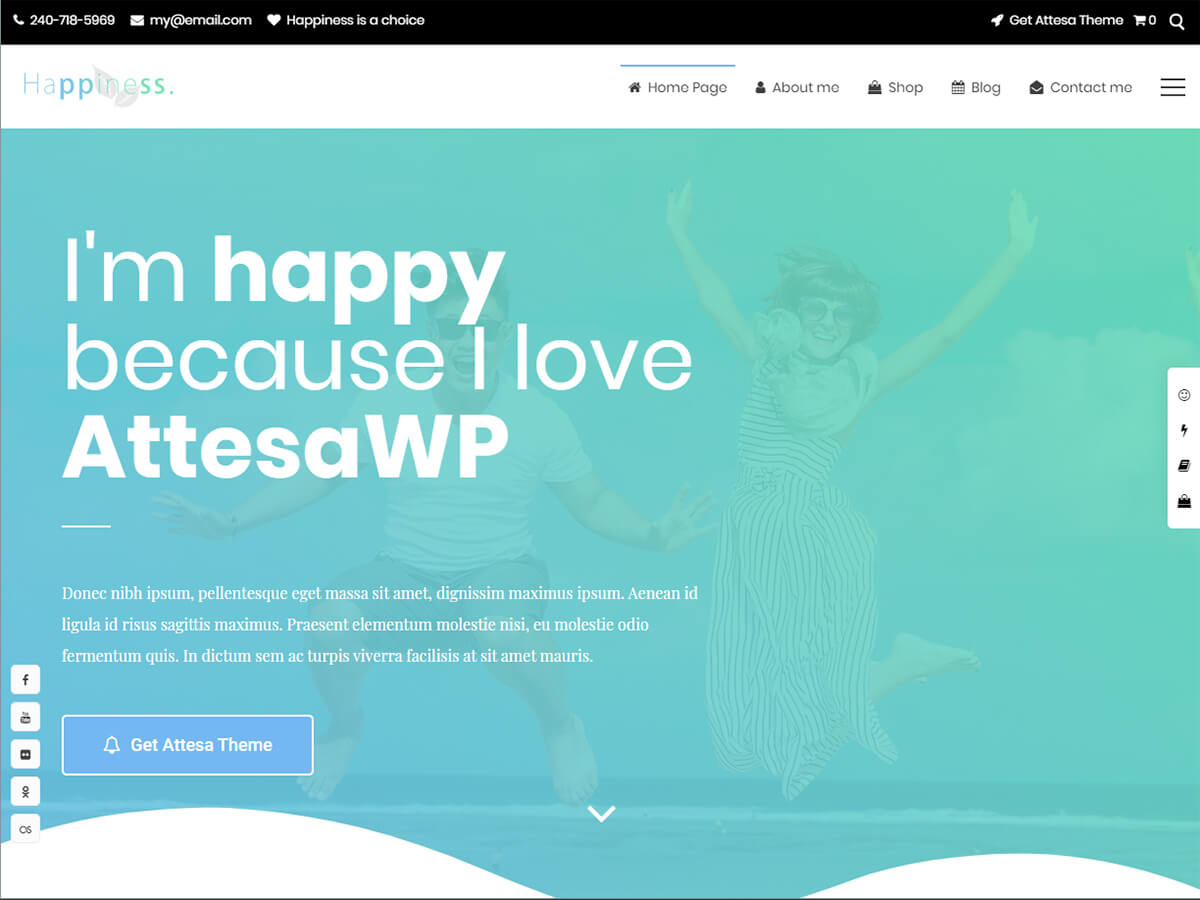 240-718-5969 my@email.com Happiness is a choice Get Attesa Theme 0
Happiness.
Home Page About me Shop Blog Contact me
I'm happy
because I love
AttesaWP
Donec nibh ipsum, pellentesque eget massa sit amet, dignissim maximus ipsum. Aenean id
ligula id risus sagittis maximus. Praesent elementum molestie nisi, eu molestie odio
fermentum quis. In dictum sem ac turpis viverra facilisis at sit amet mauris.
Get Attesa Theme